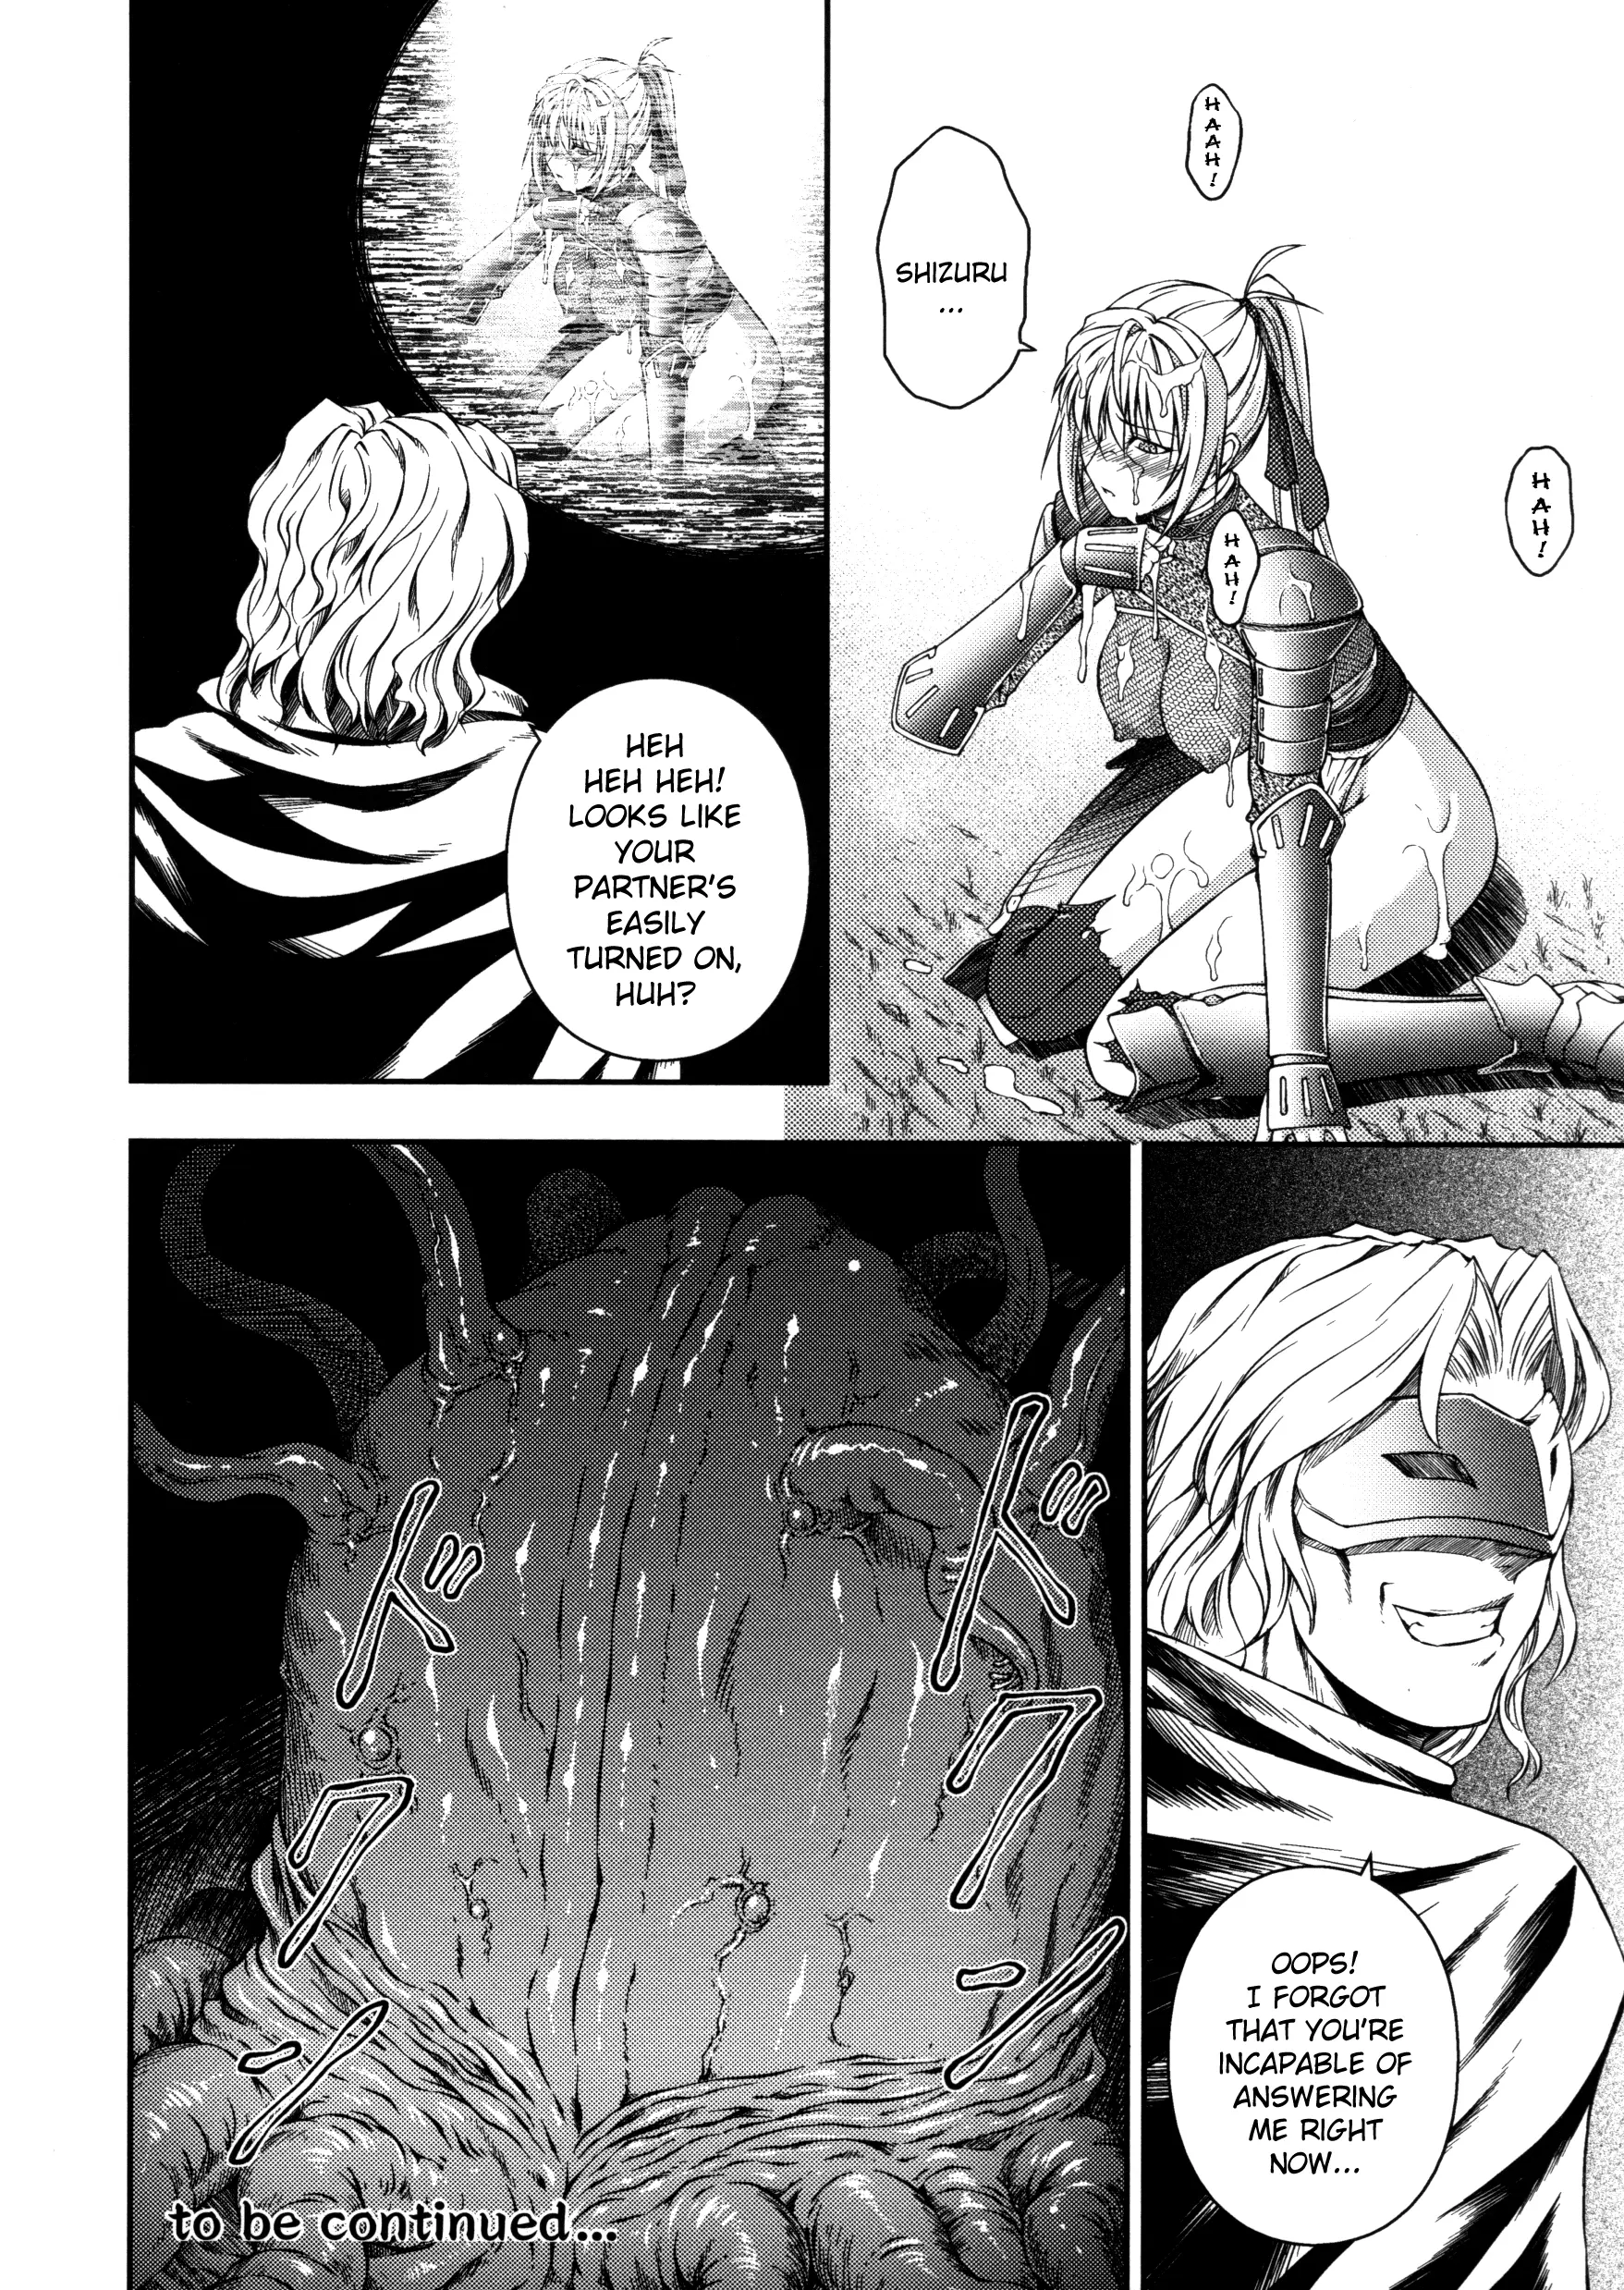 HAAH!
SHIZURU
...
HAH!
HAH!
HEH
HEH HEH!
LOOKS LIKE
YOUR
PARTNER'S
EASILY
TURNED ON,
HUH?
OOPS!
I FORGOT
THAT YOU'RE
INCAPABLE OF
ANSWERING
ME RIGHT
NOW...
ドクン
ドクン
to be continued...